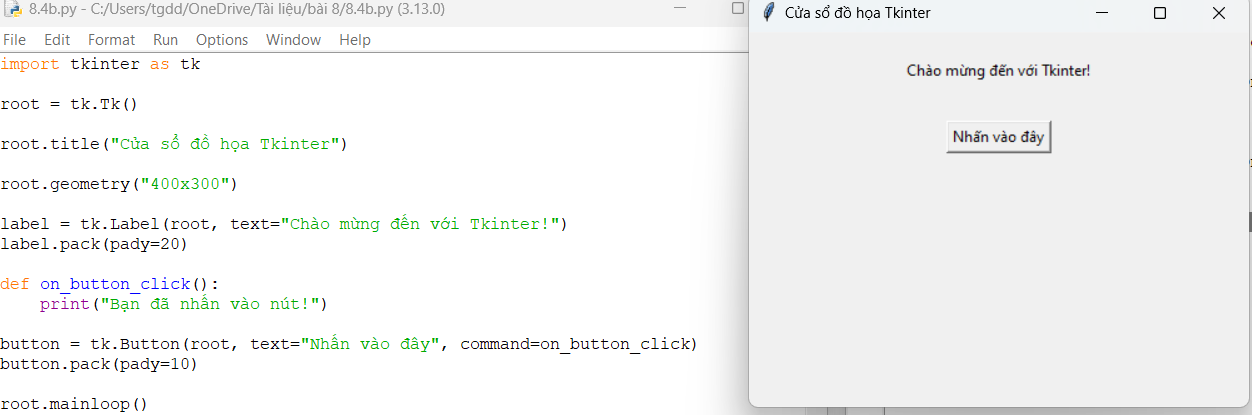 8.4b.py - C:/Users/tgdd/OneDrive/Tài liệu/bài 8/8.4b.py (3.13.0)
File Edit Format Run Options Window Help
import tkinter as tk
root = tk.Tk()
root.title("Cửa sổ đồ họa Tkinter")
root.geometry("400x300")
label = tk.Label(root, text="Chào mừng đến với Tkinter!")
label.pack(pady=20)
def on_button_click():
    print("Bạn đã nhấn vào nút!")
button = tk.Button(root, text="Nhấn vào đây", command=on_button_click)
button.pack(pady=10)
root.mainloop()
Cửa sổ đồ họa Tkinter
Chào mừng đến với Tkinter!
Nhấn vào đây